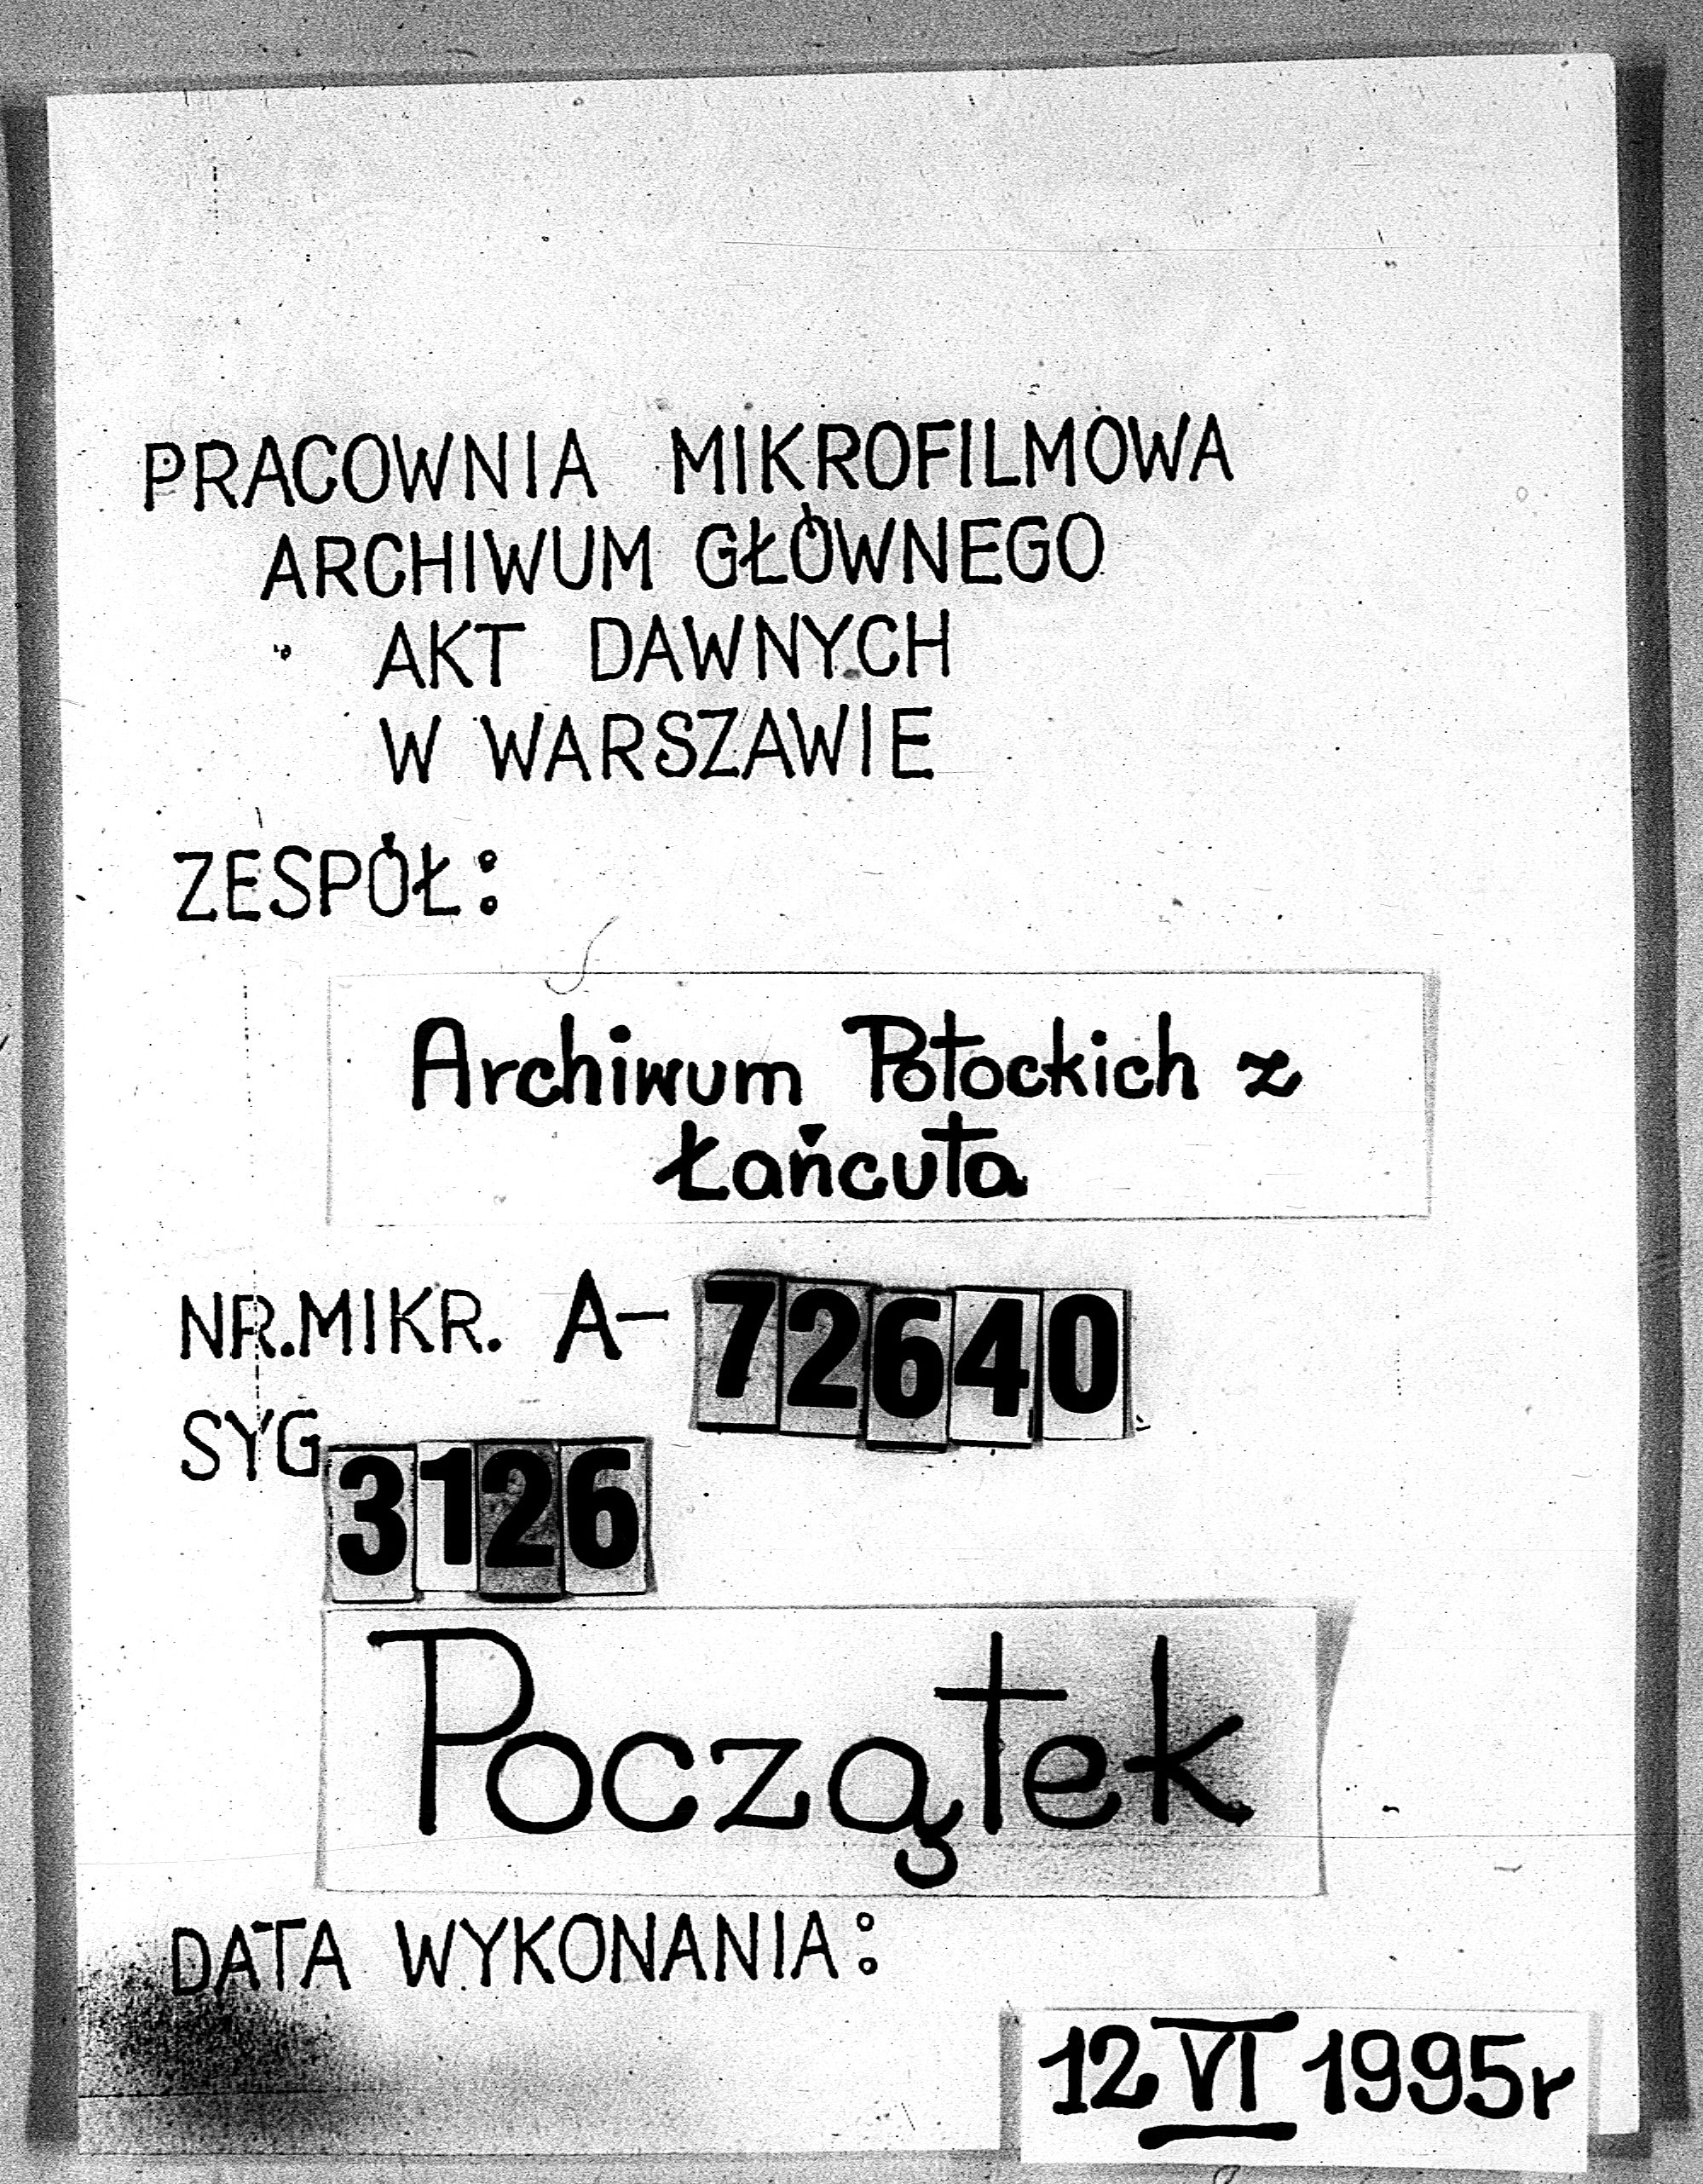 PRACOWNIA MIKROFILMOWA
ARCHIWUM GŁÓWNEGO
AKT DAWNYCH
W WARSZAWIE
ZESPÓŁ:
Archiwum Potockich z
Łańcuta
NR.MIKR. A- 72640
SYG 3126
Początek
DATA WYKONANIA:
12 VI 1995r